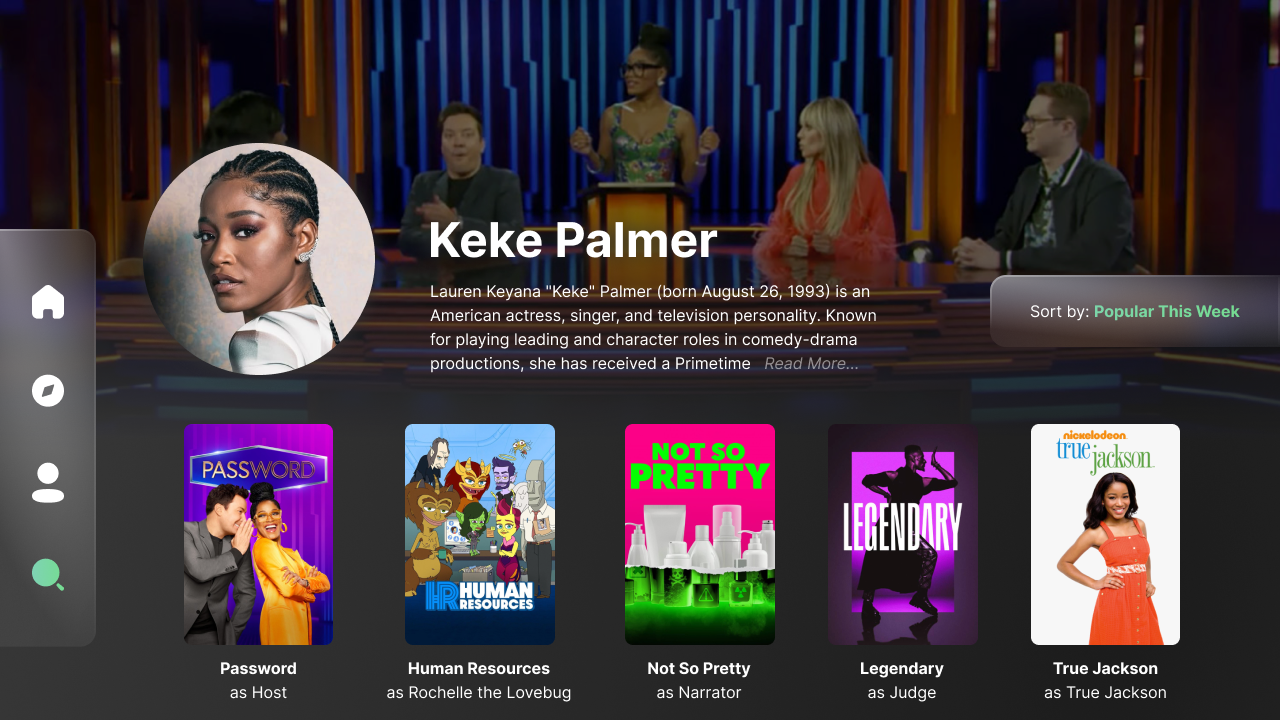 Keke Palmer
Lauren Keyana "Keke" Palmer (born August 26, 1993) is an
American actress, singer, and television personality. Known
for playing leading and character roles in comedy-drama
productions, she has received a Primetime Read More...
Sort by: Popular This Week
PASSWORD
HR HUMAN
RESOURCES
NOT SO
PRETTY
LEGENDARY
nickelodeon
true
jackson
Password
as Host
Human Resources
as Rochelle the Lovebug
Not So Pretty
as Narrator
Legendary
as Judge
True Jackson
as True Jackson